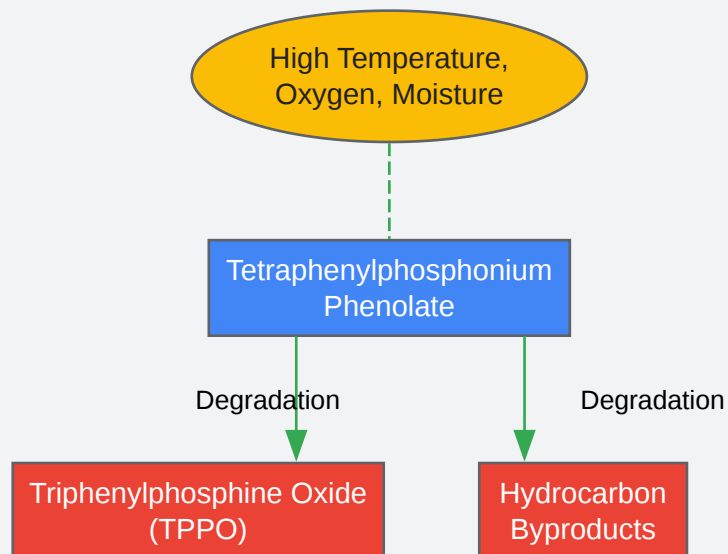 High Temperature,
Oxygen, Moisture
Tetraphenylphosphonium
Phenolate
Degradation
Degradation
Triphenylphosphine Oxide
(TPPO)
Hydrocarbon
Byproducts